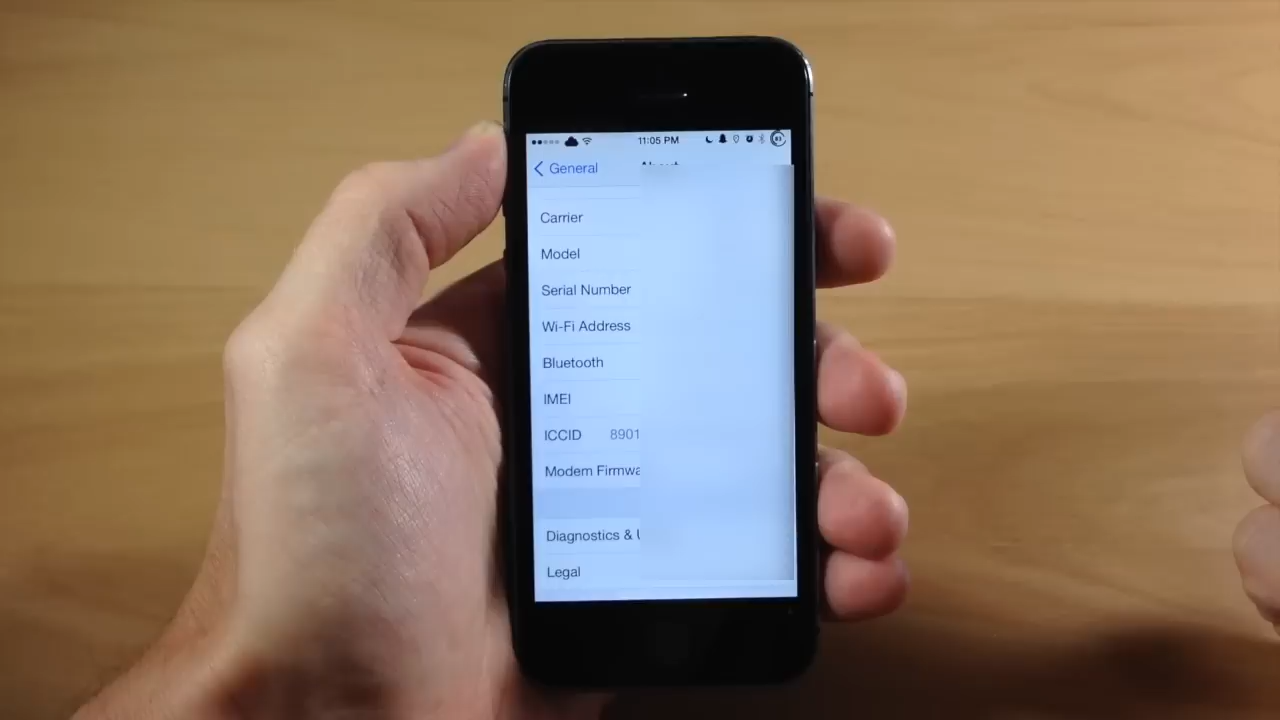 11:05 PM
General
Carrier
Model
Serial Number
Wi-Fi Address
Bluetooth
IMEI
ICCID 8901
Modem Firmwa
Diagnostics &
Legal